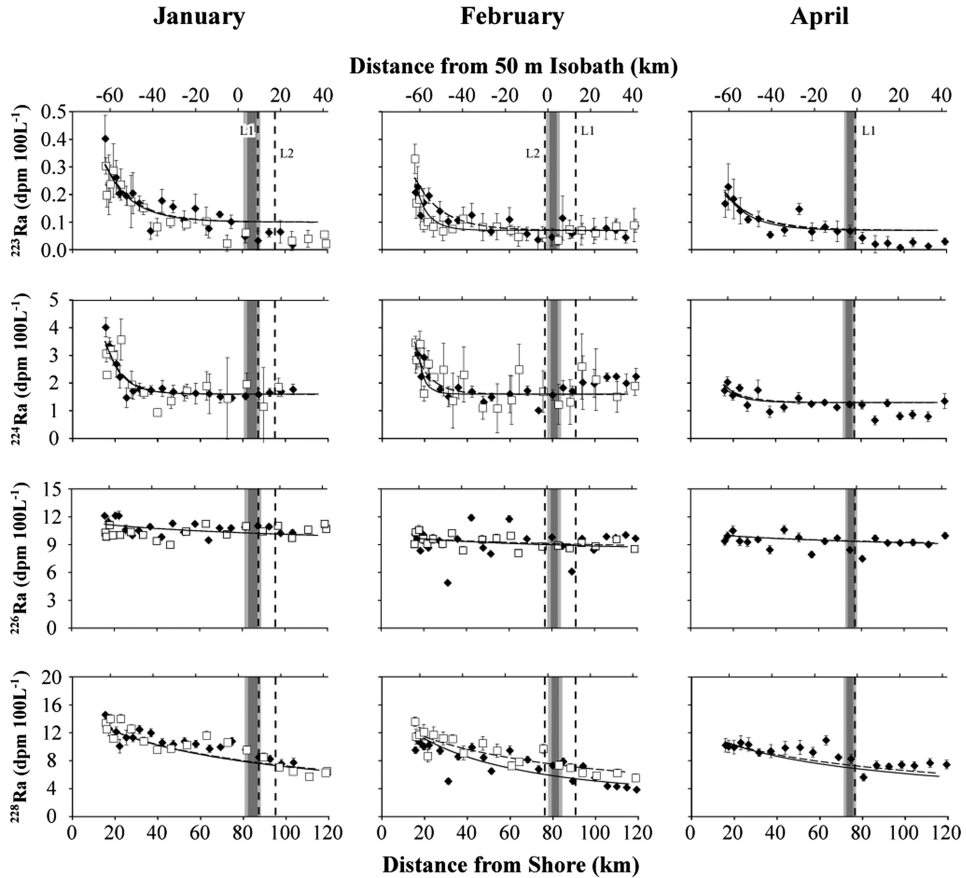 January February April
Distance from 50 m Isobath (km)
-60 -40 -20 0 20 40 -60 -40 -20 0 20 40 -60 -40 -20 0 20 40
²²³Ra (dpm 100L⁻¹)
0.5
0.4
0.3
0.2
0.1
0.0
L1
L2
L2
L1
L1
²²⁴Ra (dpm 100L⁻¹)
5
4
3
2
1
0
²²⁶Ra (dpm 100L⁻¹)
15
12
9
6
3
0
²²⁸Ra (dpm 100L⁻¹)
20
16
12
8
4
0
0 20 40 60 80 100 120 0 20 40 60 80 100 120 0 20 40 60 80 100 120
Distance from Shore (km)